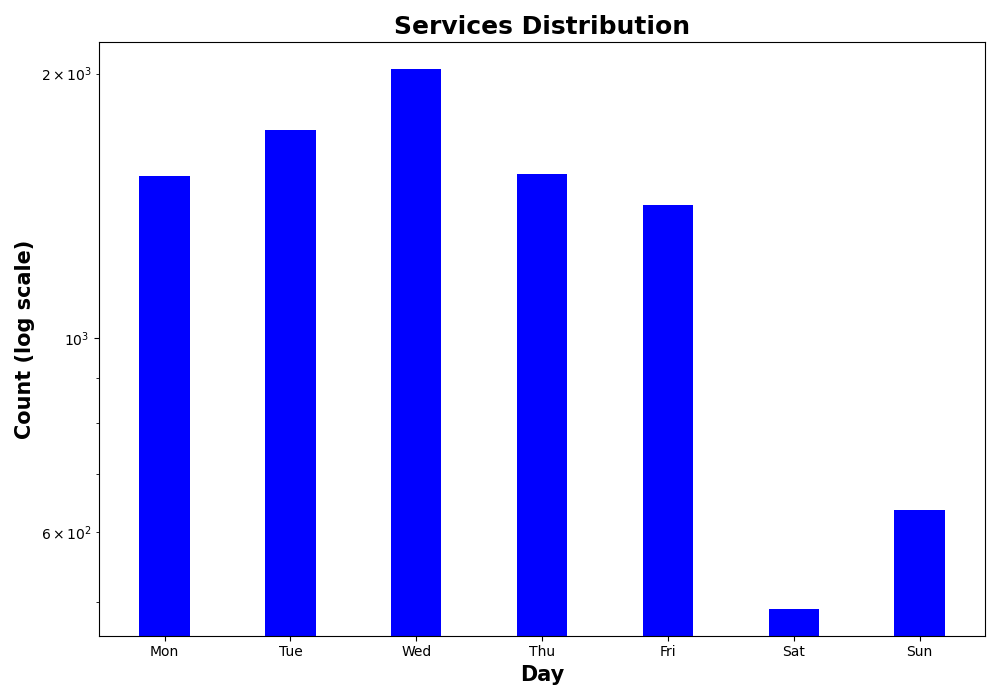 Services Distribution
Count (log scale)
2 × 10³
10³
6 × 10²
Mon Tue Wed Thu Fri Sat Sun
Day